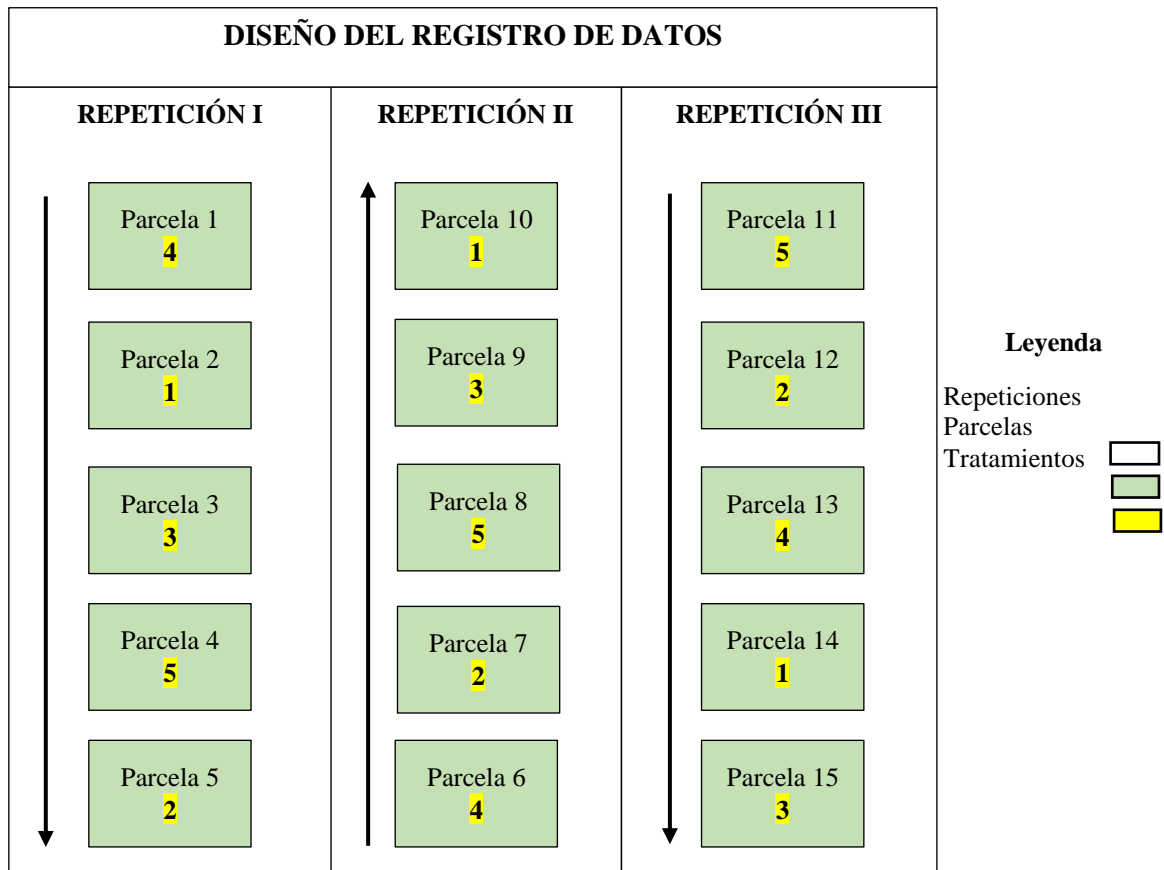 DISEÑO DEL REGISTRO DE DATOS
REPETICIÓN I
Parcela 1
4
Parcela 2
1
Parcela 3
3
Parcela 4
5
Parcela 5
2
REPETICIÓN II
Parcela 10
1
Parcela 9
3
Parcela 8
5
Parcela 7
2
Parcela 6
4
REPETICIÓN III
Parcela 11
5
Parcela 12
2
Parcela 13
4
Parcela 14
1
Parcela 15
3
Leyenda
Repeticiones
Parcelas
Tratamientos